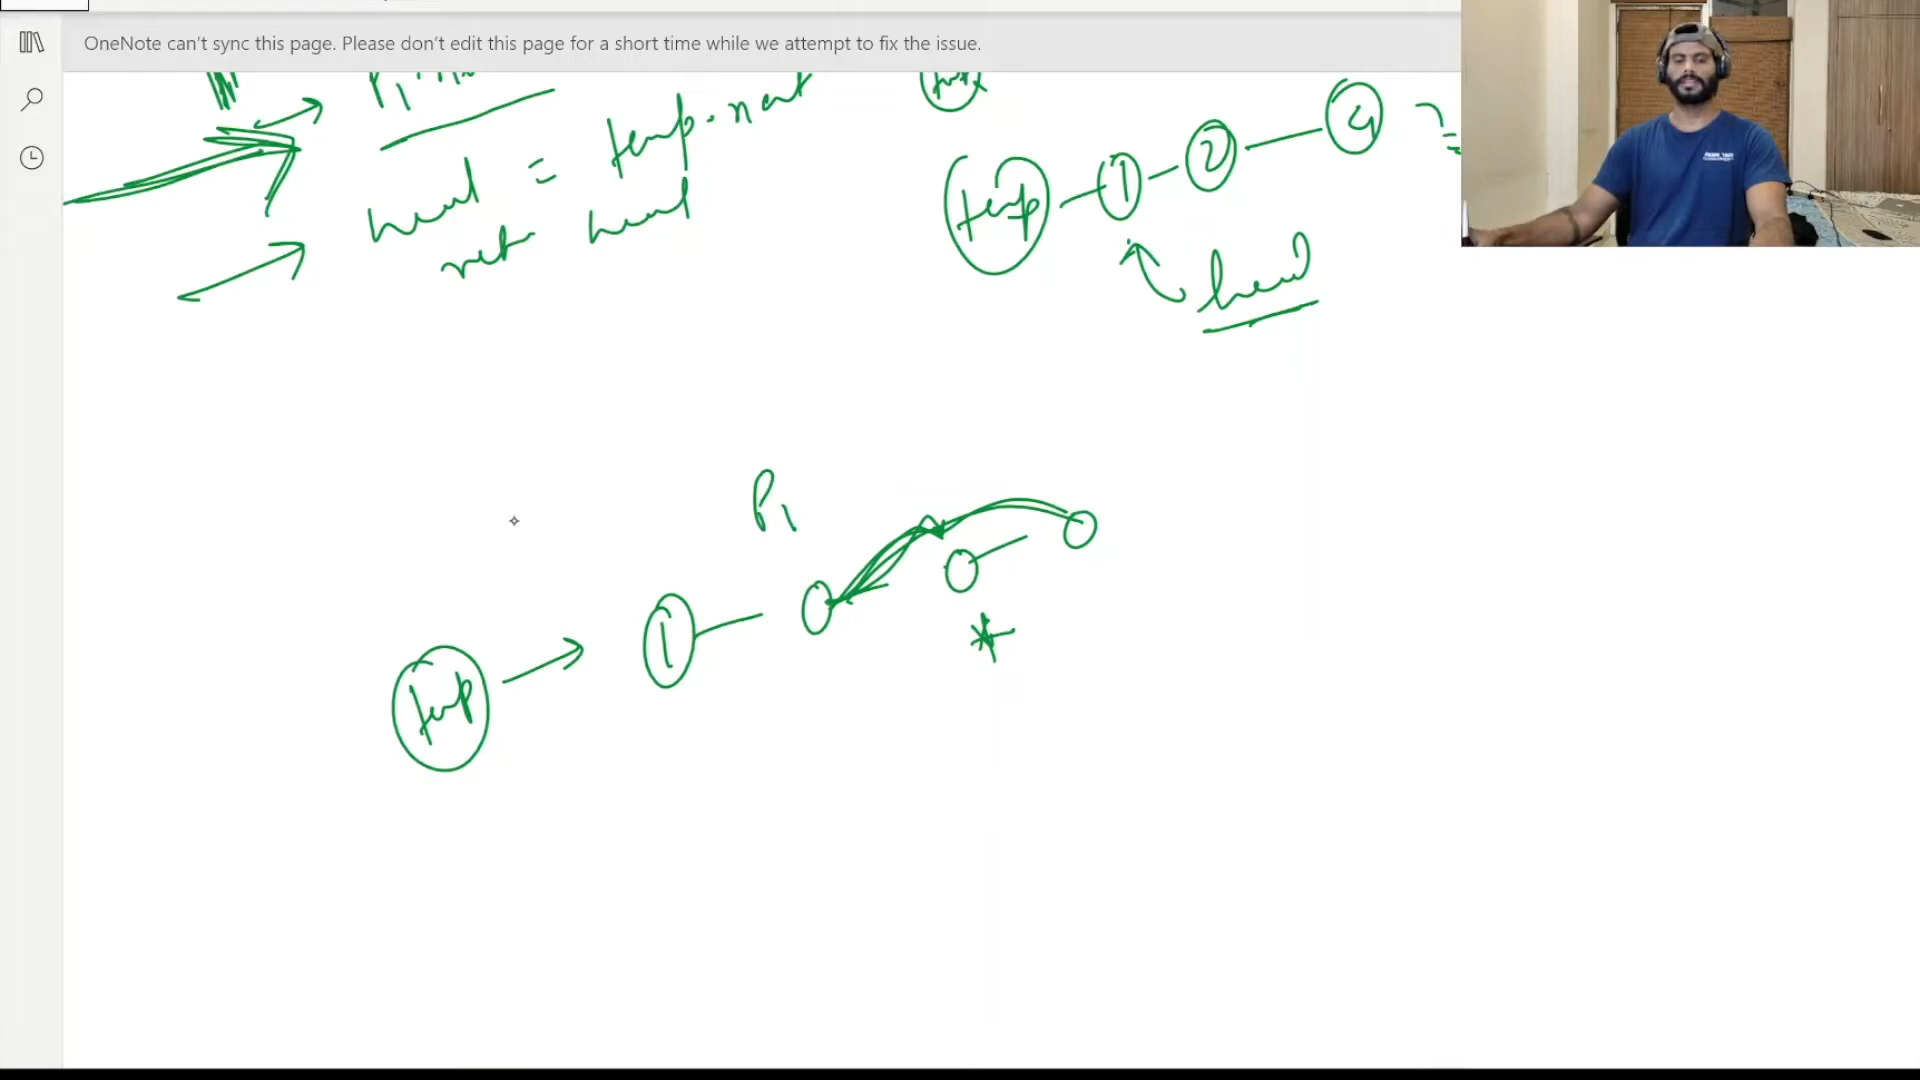 OneNote can't sync this page. Please don't edit this page for a short time while we attempt to fix the issue.
P1
head = temp.next
ret head
temp 1 2 4
head
P1
1
temp